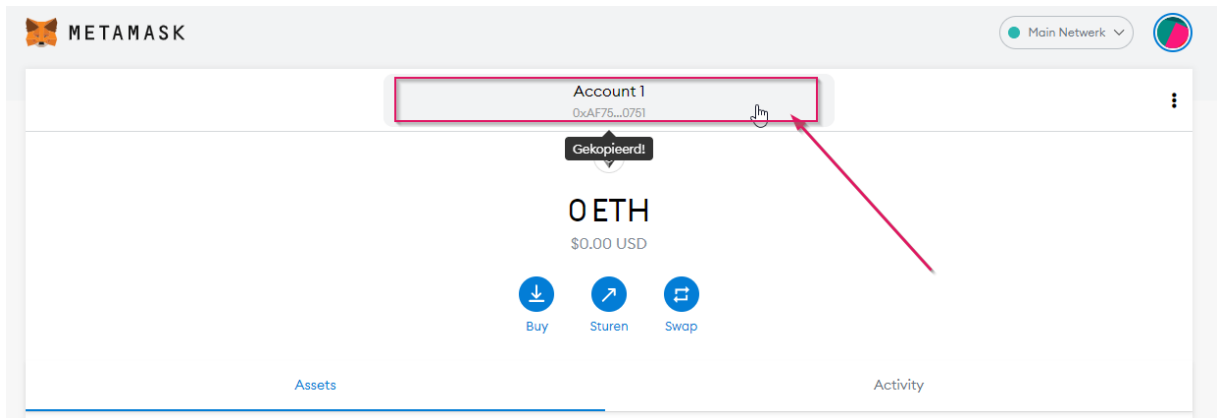 METAMASK
Main Netwerk
Account 1
0xAF75...0751
Gekopieerd!
0 ETH
$0.00 USD
Buy
Sturen
Swap
Assets
Activity